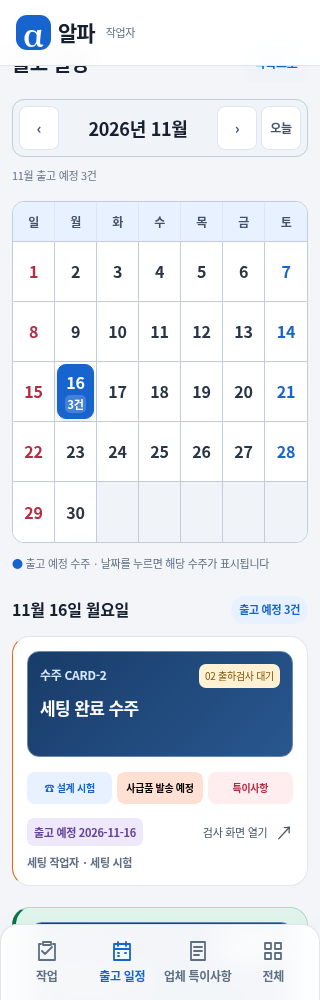 α 알파 작업자
출고 일정
‹ 2026년 11월 › 오늘
11월 출고 예정 3건
일 월 화 수 목 금 토
1 2 3 4 5 6 7
8 9 10 11 12 13 14
15 16 17 18 19 20 21
3건
22 23 24 25 26 27 28
29 30
출고 예정 수주 · 날짜를 누르면 해당 수주가 표시됩니다
11월 16일 월요일 출고 예정 3건
수주 CARD-2 02 출하검사 대기
세팅 완료 수주
☎ 설계 시험 사급품 발송 예정 특이사항
출고 예정 2026-11-16 검사 화면 열기 ↗
세팅 작업자 · 세팅 시험
작업 출고 일정 업체 특이사항 전체